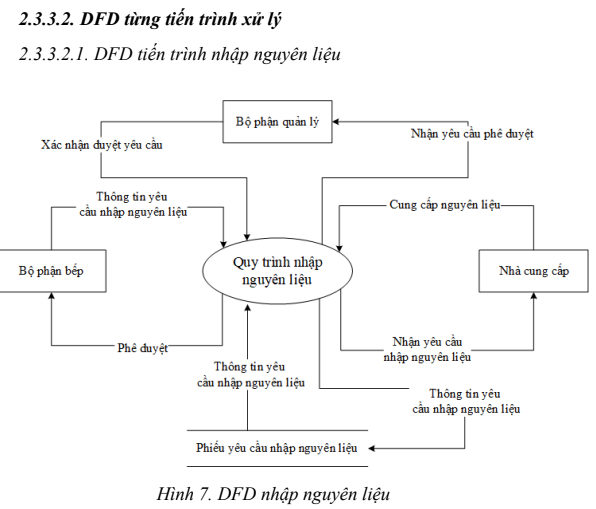 2.3.3.2. DFD từng tiến trình xử lý
2.3.3.2.1. DFD tiến trình nhập nguyên liệu
Bộ phận quản lý
Nhận yêu cầu phê duyệt
Xác nhận duyệt yêu cầu
Thông tin yêu
cầu nhập nguyên liệu
Cung cấp nguyên liệu
Bộ phận bếp
Quy trình nhập
nguyên liệu
Nhà cung cấp
Phê duyệt
Nhận yêu cầu
nhập nguyên liệu
Thông tin yêu
cầu nhập nguyên liệu
Thông tin yêu
cầu nhập nguyên liệu
Phiếu yêu cầu nhập nguyên liệu
Hình 7. DFD nhập nguyên liệu